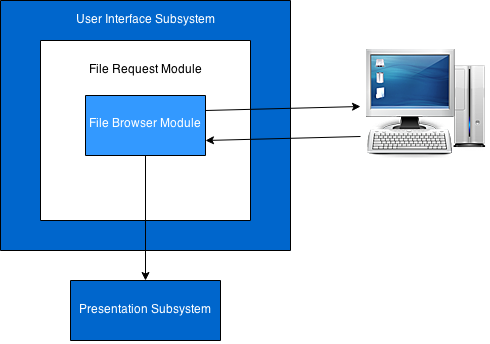 User Interface Subsystem
File Request Module
File Browser Module
Presentation Subsystem